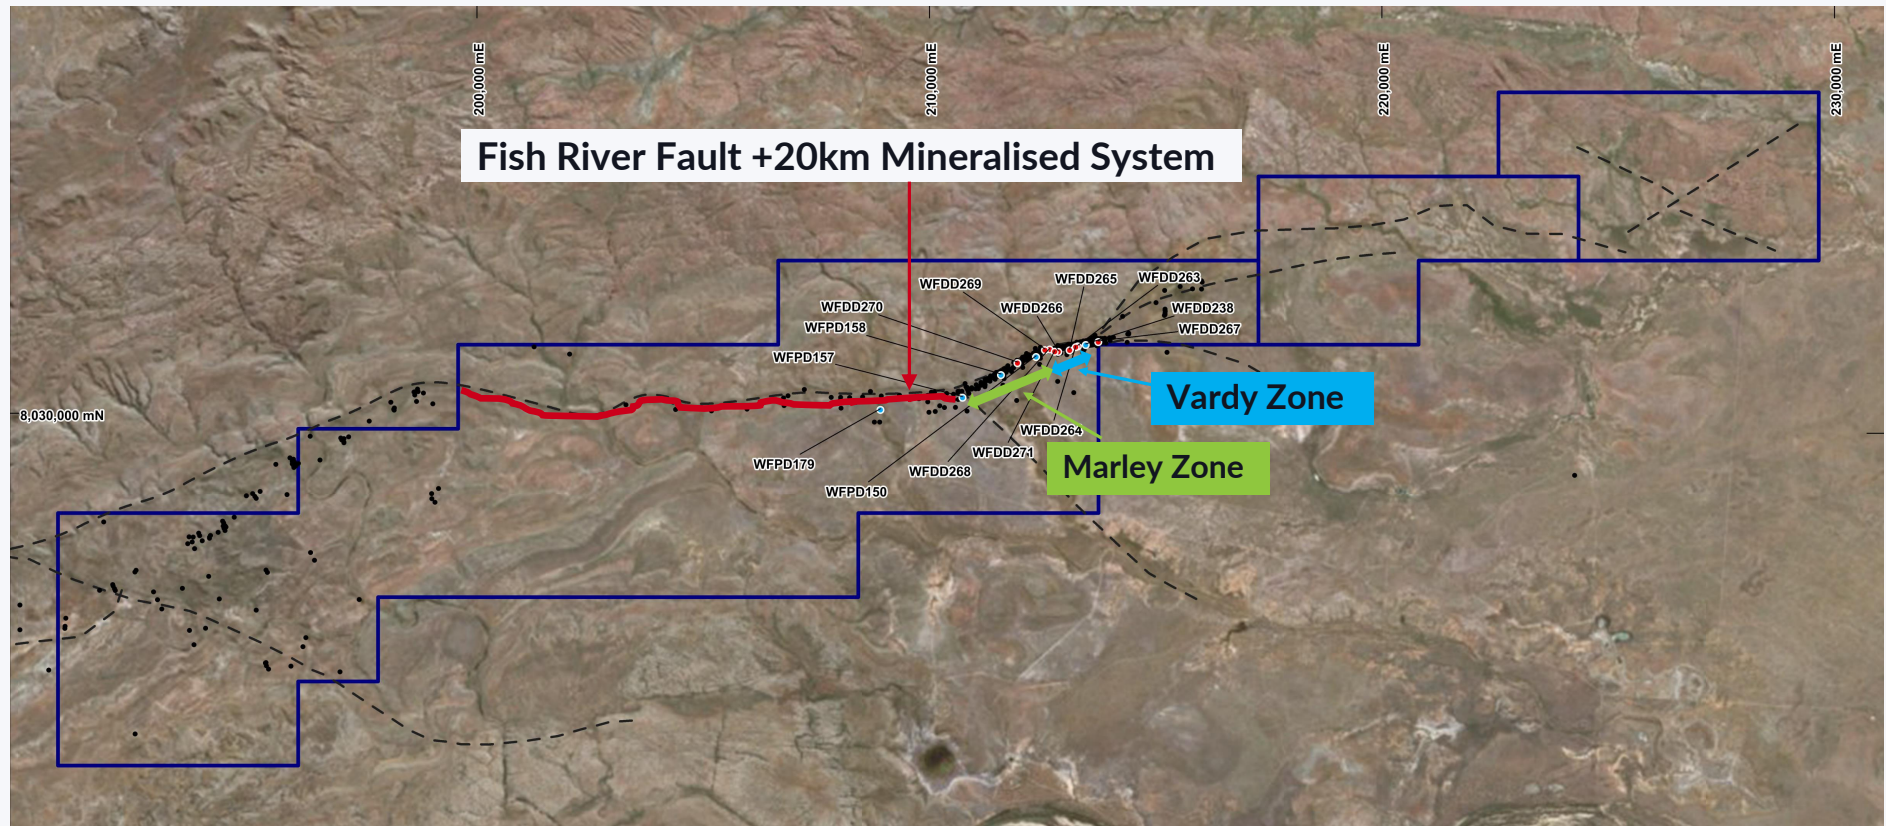 200,000 mE
210,000 mE
220,000 mE
230,000 mE
Fish River Fault +20km Mineralised System
WFDD269
WFDD265
WFDD263
WFDD270
WFDD266
WFDD238
WFPD158
WFDD267
WFPD157
Vardy Zone
8,030,000 mN
WFDD264
WFDD271
Marley Zone
WFPD179
WFDD268
WFPD150